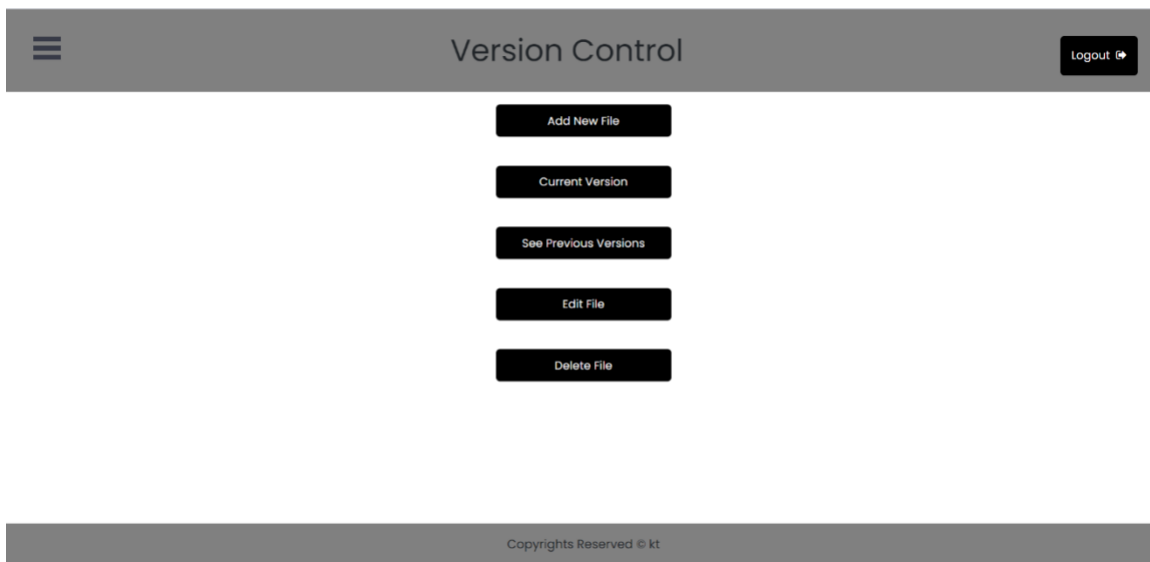 Version Control
Logout
Add New File
Current Version
See Previous Versions
Edit File
Delete File
Copyrights Reserved © kt